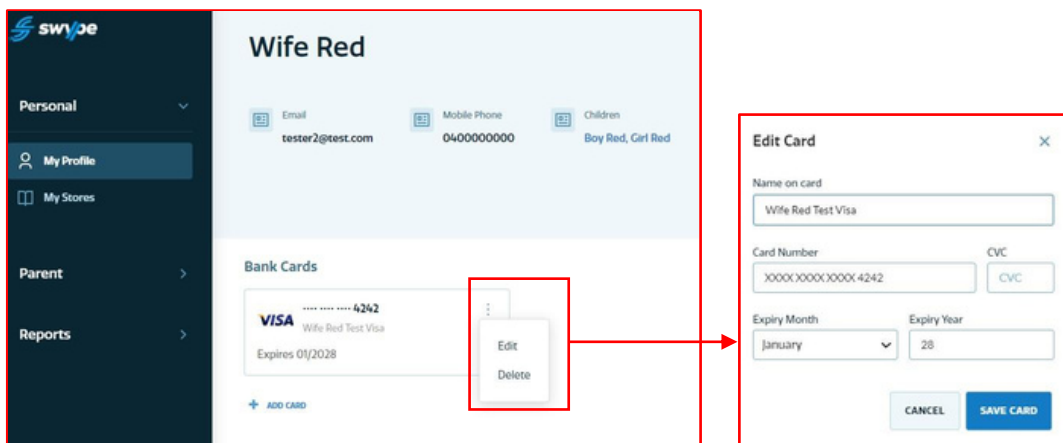 swype
Personal
My Profile
My Stores
Parent
Reports
Wife Red
Email
tester2@test.com
Mobile Phone
0400000000
Children
Boy Red, Girl Red
Bank Cards
VISA
···· ···· ···· 4242
Wife Red Test Visa
Expires 01/2028
Edit
Delete
+ ADD CARD
Edit Card
Name on card
Wife Red Test Visa
Card Number
XXXX XXXX XXXX 4242
CVC
CVC
Expiry Month
January
Expiry Year
28
CANCEL
SAVE CARD